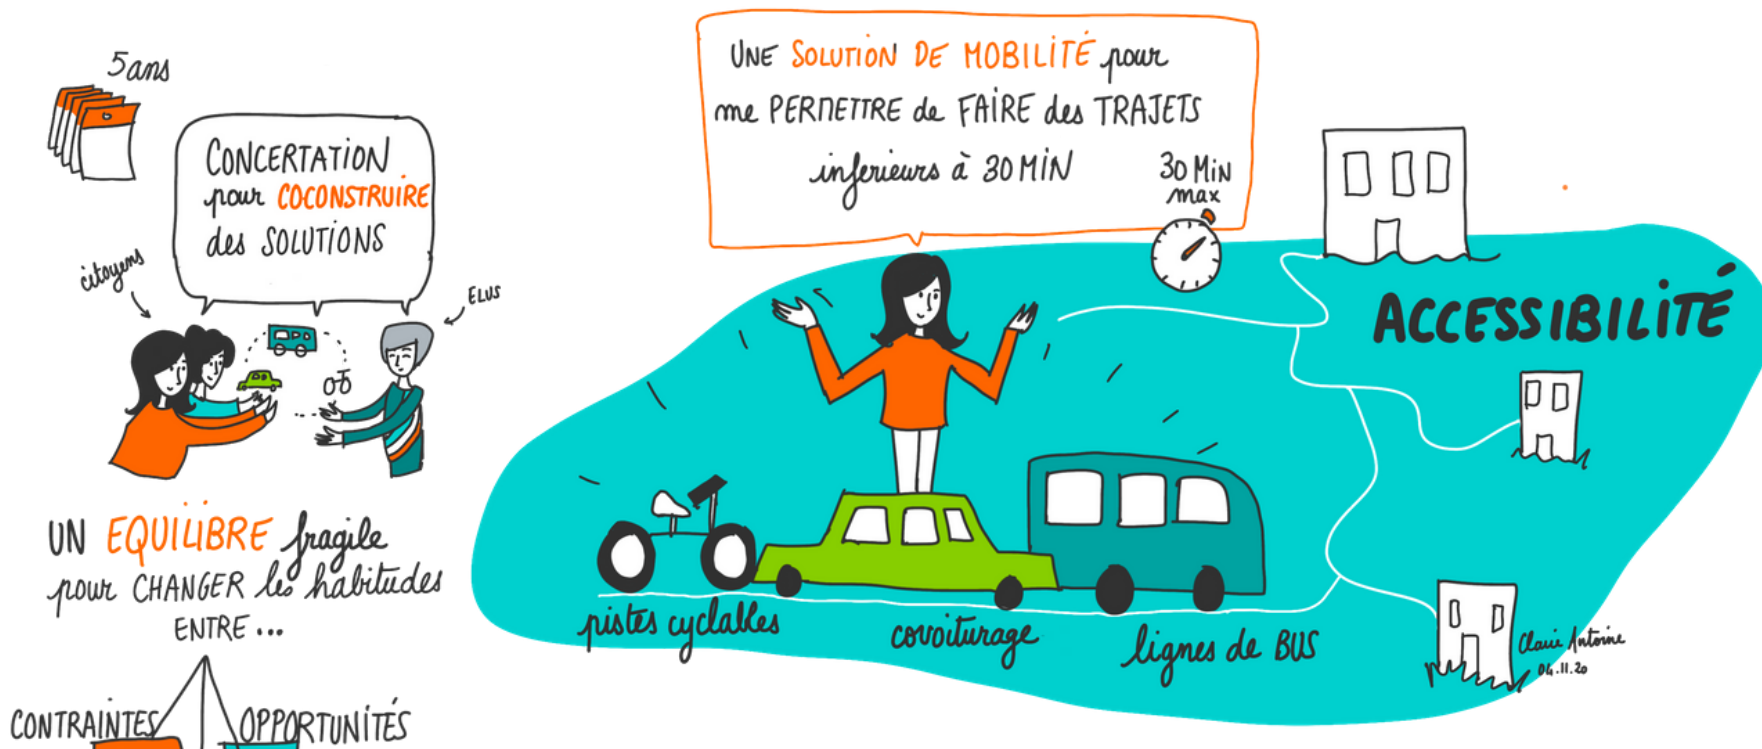 5 ans
CONCERTATION
pour COCONSTRUIRE
des SOLUTIONS
citoyens
ELUS
UN EQUILIBRE fragile
pour CHANGER les habitudes
ENTRE ...
CONTRAINTES
OPPORTUNITÉS
UNE SOLUTION DE MOBILITÉ pour
me PERMETTRE de FAIRE des TRAJETS
inferieurs à 30 MIN
30 MIN
max
ACCESSIBILITÉ
pistes cyclables
covoiturage
lignes de BUS
Claire Antoine
04.11.20